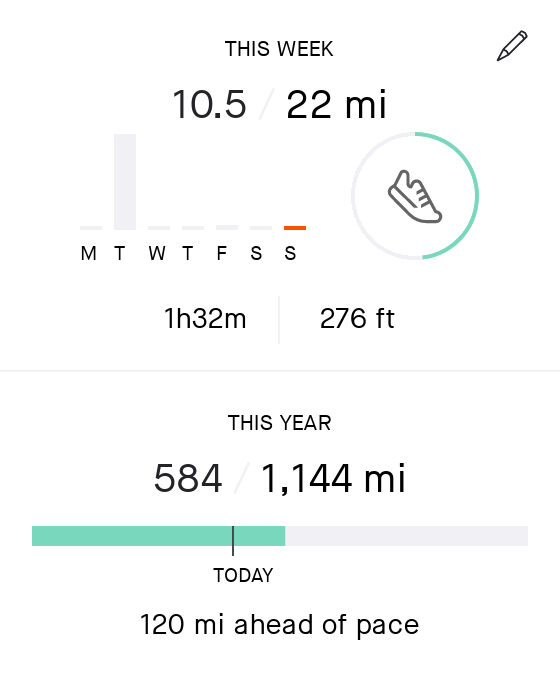 THIS WEEK
10.5 / 22 mi
M T W T F S S
1h32m 276 ft
THIS YEAR
584 / 1,144 mi
TODAY
120 mi ahead of pace